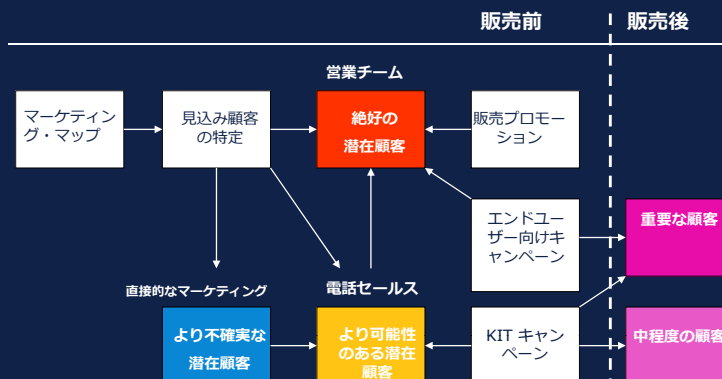 販売前
販売後
営業チーム
マーケティ
ング・マップ
見込み顧客
の特定
絶好の
潜在顧客
販売プロモー
ション
エンドユー
ザー向けキ
ャンペーン
重要な顧客
直接的なマーケティング
電話セールス
より不確実な
潜在顧客
より可能性
のある潜在
顧客
KIT キャン
ペーン
中程度の顧客